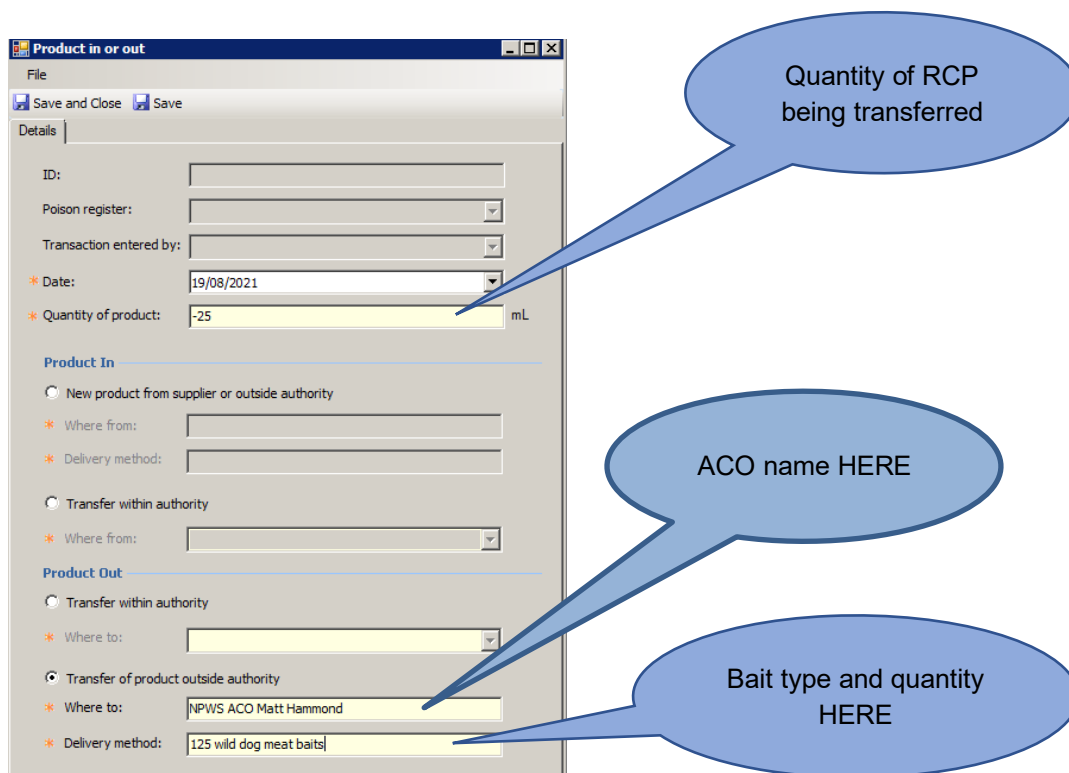 Product in or out
File
Save and Close Save
Details
Quantity of RCP
being transferred
ID:
Poison register:
Transaction entered by:
* Date: 19/08/2021
* Quantity of product: -25 mL
Product In
New product from supplier or outside authority
* Where from:
* Delivery method:
ACO name HERE
Transfer within authority
* Where from:
Product Out
Transfer within authority
* Where to:
Transfer of product outside authority
* Where to: NPWS ACO Matt Hammond
* Delivery method: 125 wild dog meat baits
Bait type and quantity
HERE